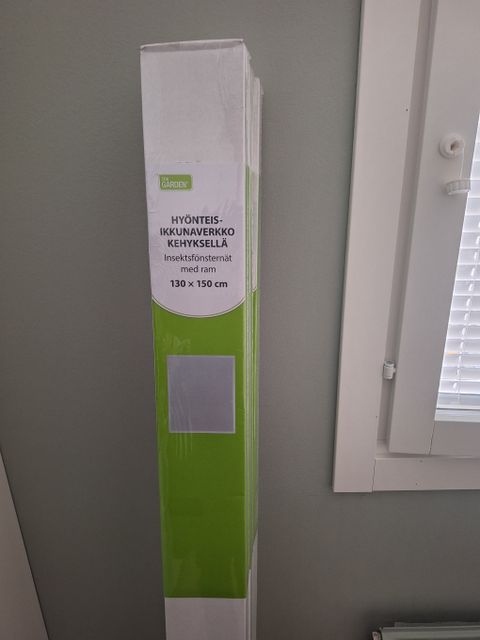 GARDEN
HYÖNTEIS-
IKKUNAVERKKO
KEHYKSELLÄ
Insektsfönsternät
med ram
130 × 150 cm